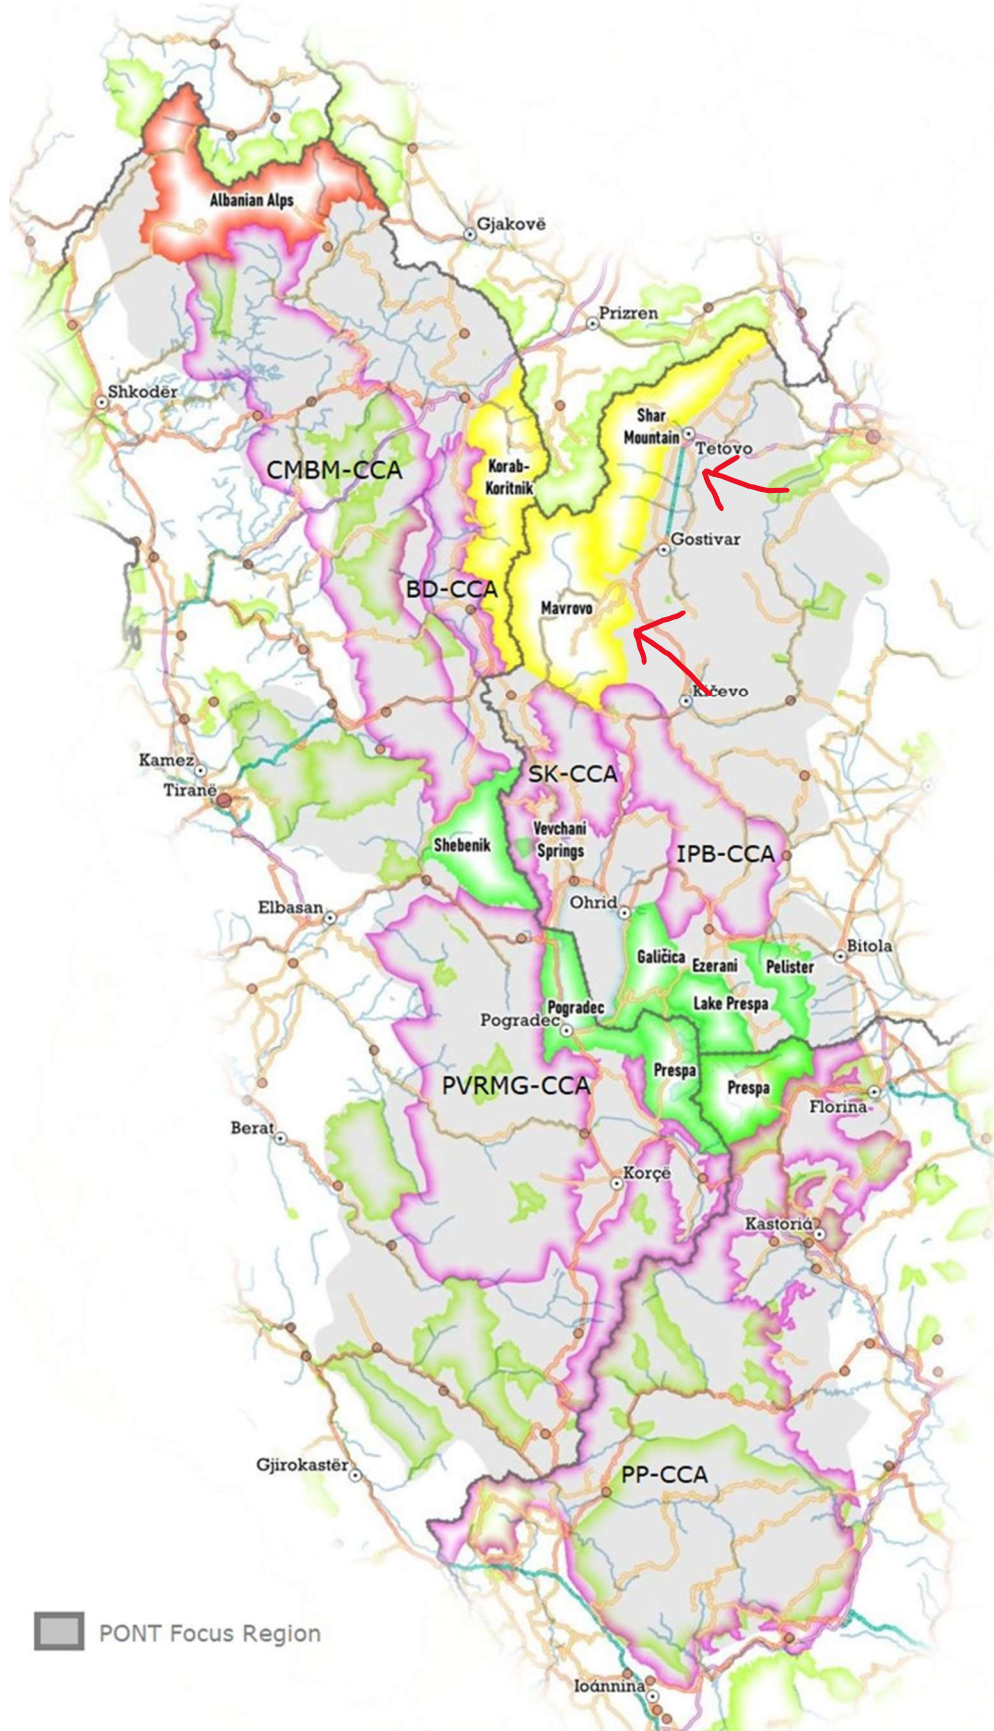 Albanian Alps
Gjakovë
Prizren
Shkodër
Shar
Mountain
Tetovo
Korab-
Koritnik
CMBM-CCA
Gostivar
BD-CCA
Mavrovo
Kičevo
Kamez
Tiranë
SK-CCA
Vevchani
Springs
Shebenik
IPB-CCA
Elbasan
Ohrid
Bitola
Galičica
Ezerani
Pelister
Lake Prespa
Pogradec
Pogradec
Prespa
PVRMG-CCA
Prespa
Florina
Berat
Korçë
Kastoriá
Gjirokastër
PP-CCA
PONT Focus Region
Ioánnina